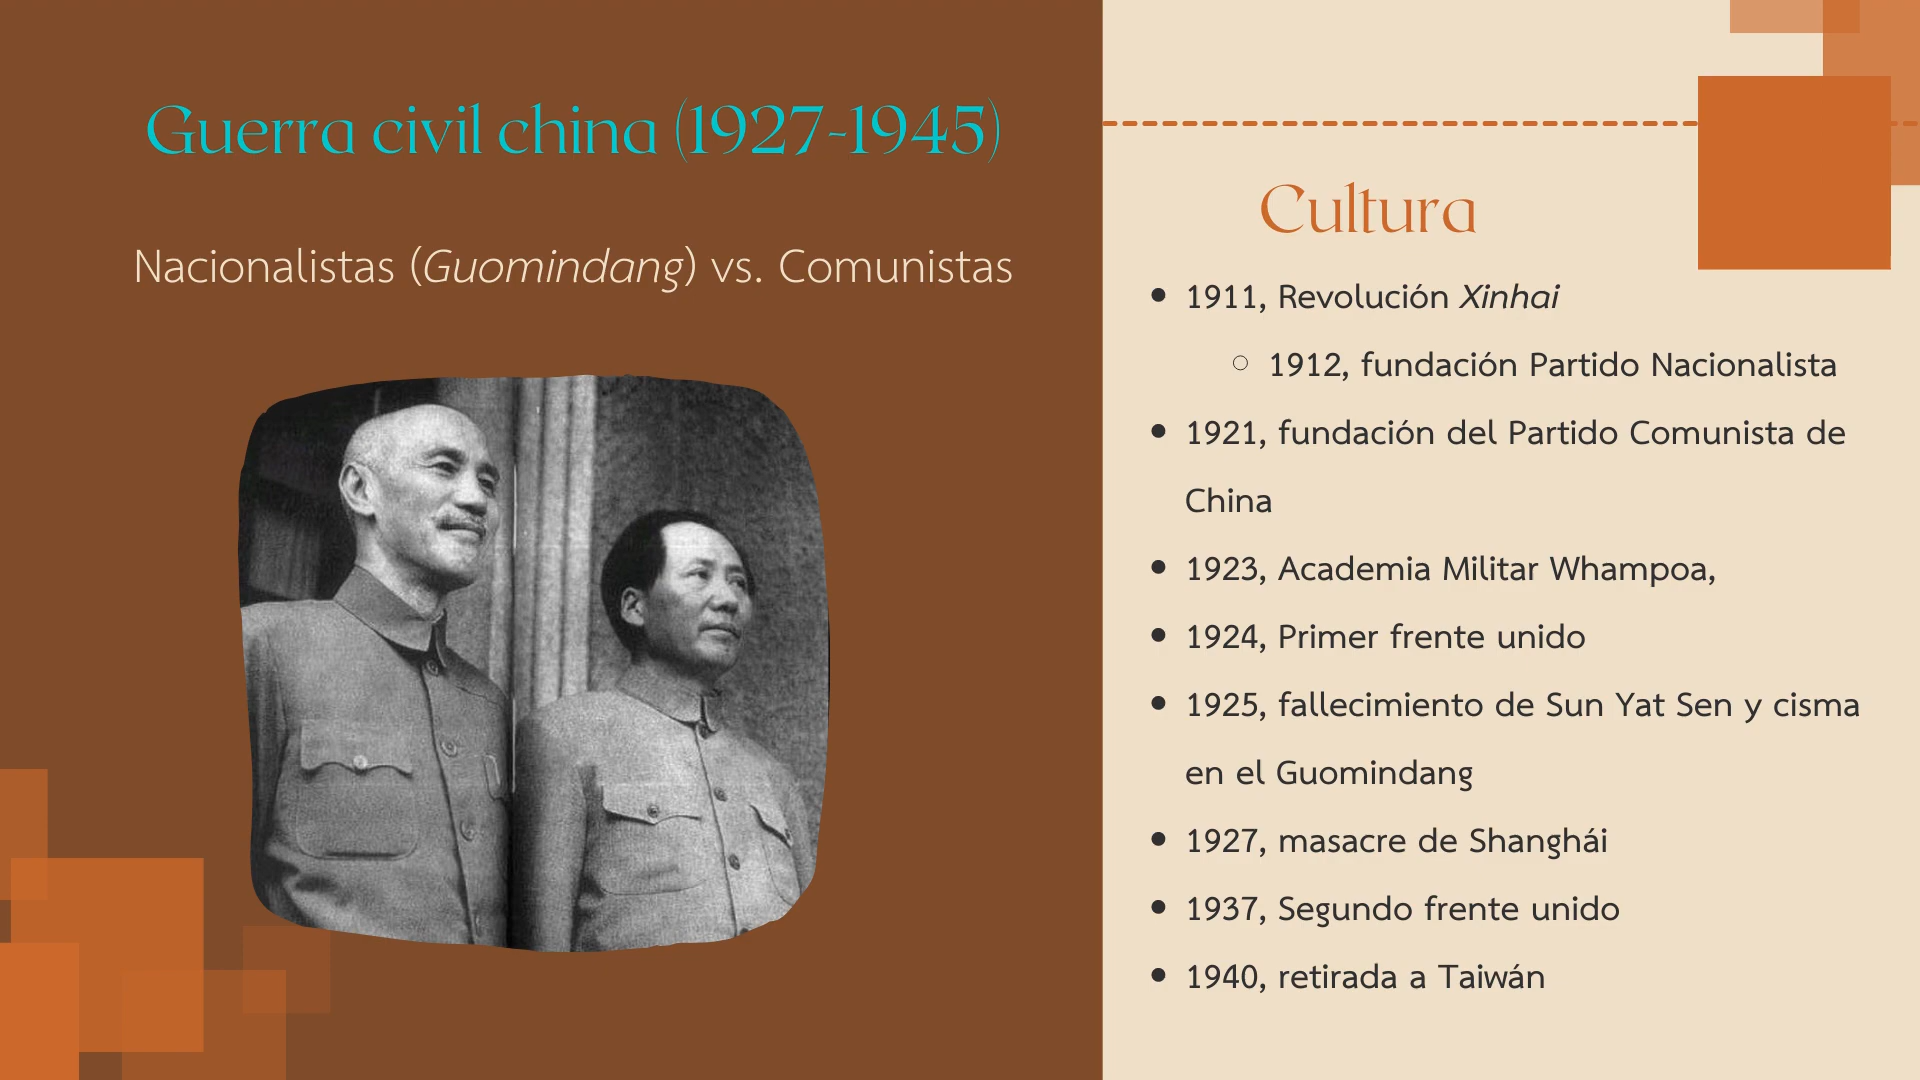 Guerra civil china (1927-1945)
Nacionalistas (Guomindang) vs. Comunistas
Cultura
1911, Revolución Xinhai
1912, fundación Partido Nacionalista
1921, fundación del Partido Comunista de
China
1923, Academia Militar Whampoa,
1924, Primer frente unido
1925, fallecimiento de Sun Yat Sen y cisma
en el Guomindang
1927, masacre de Shanghái
1937, Segundo frente unido
1940, retirada a Taiwán